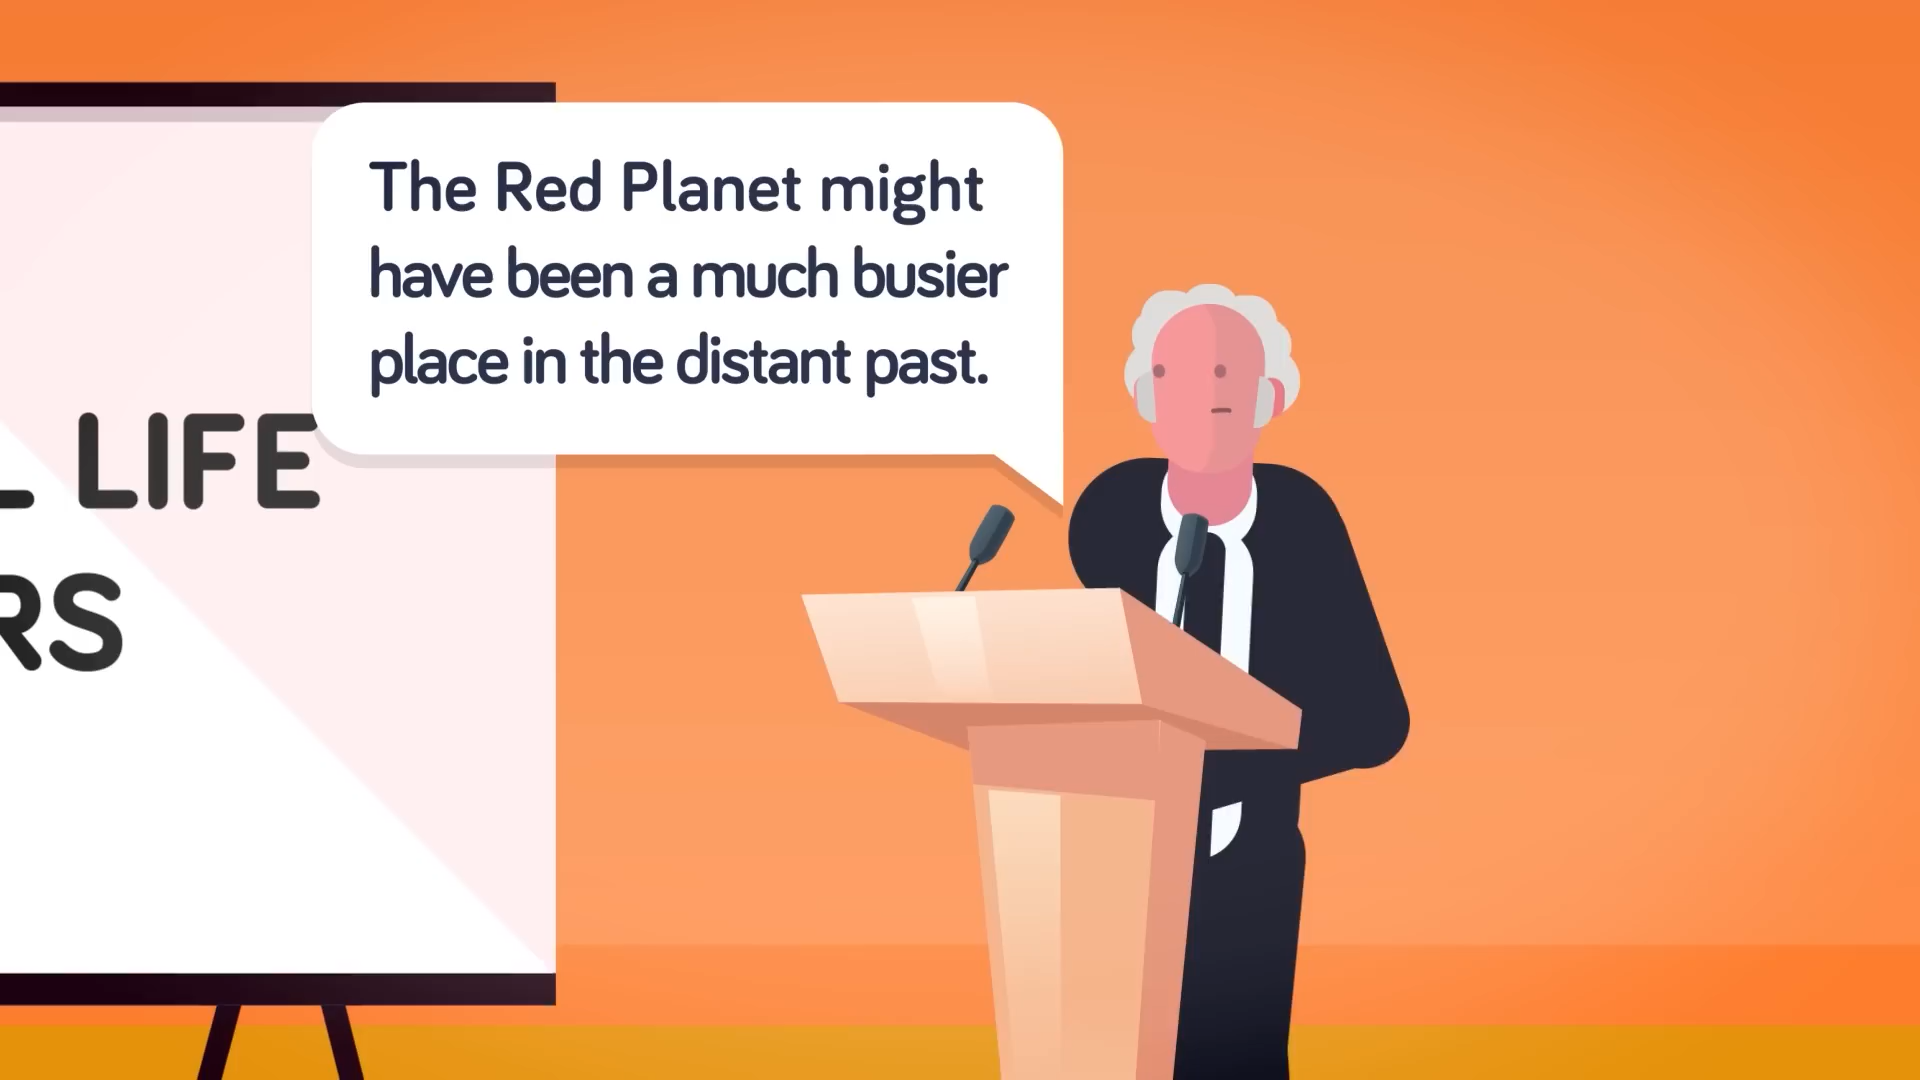 The Red Planet might
have been a much busier
place in the distant past.
L LIFE
RS